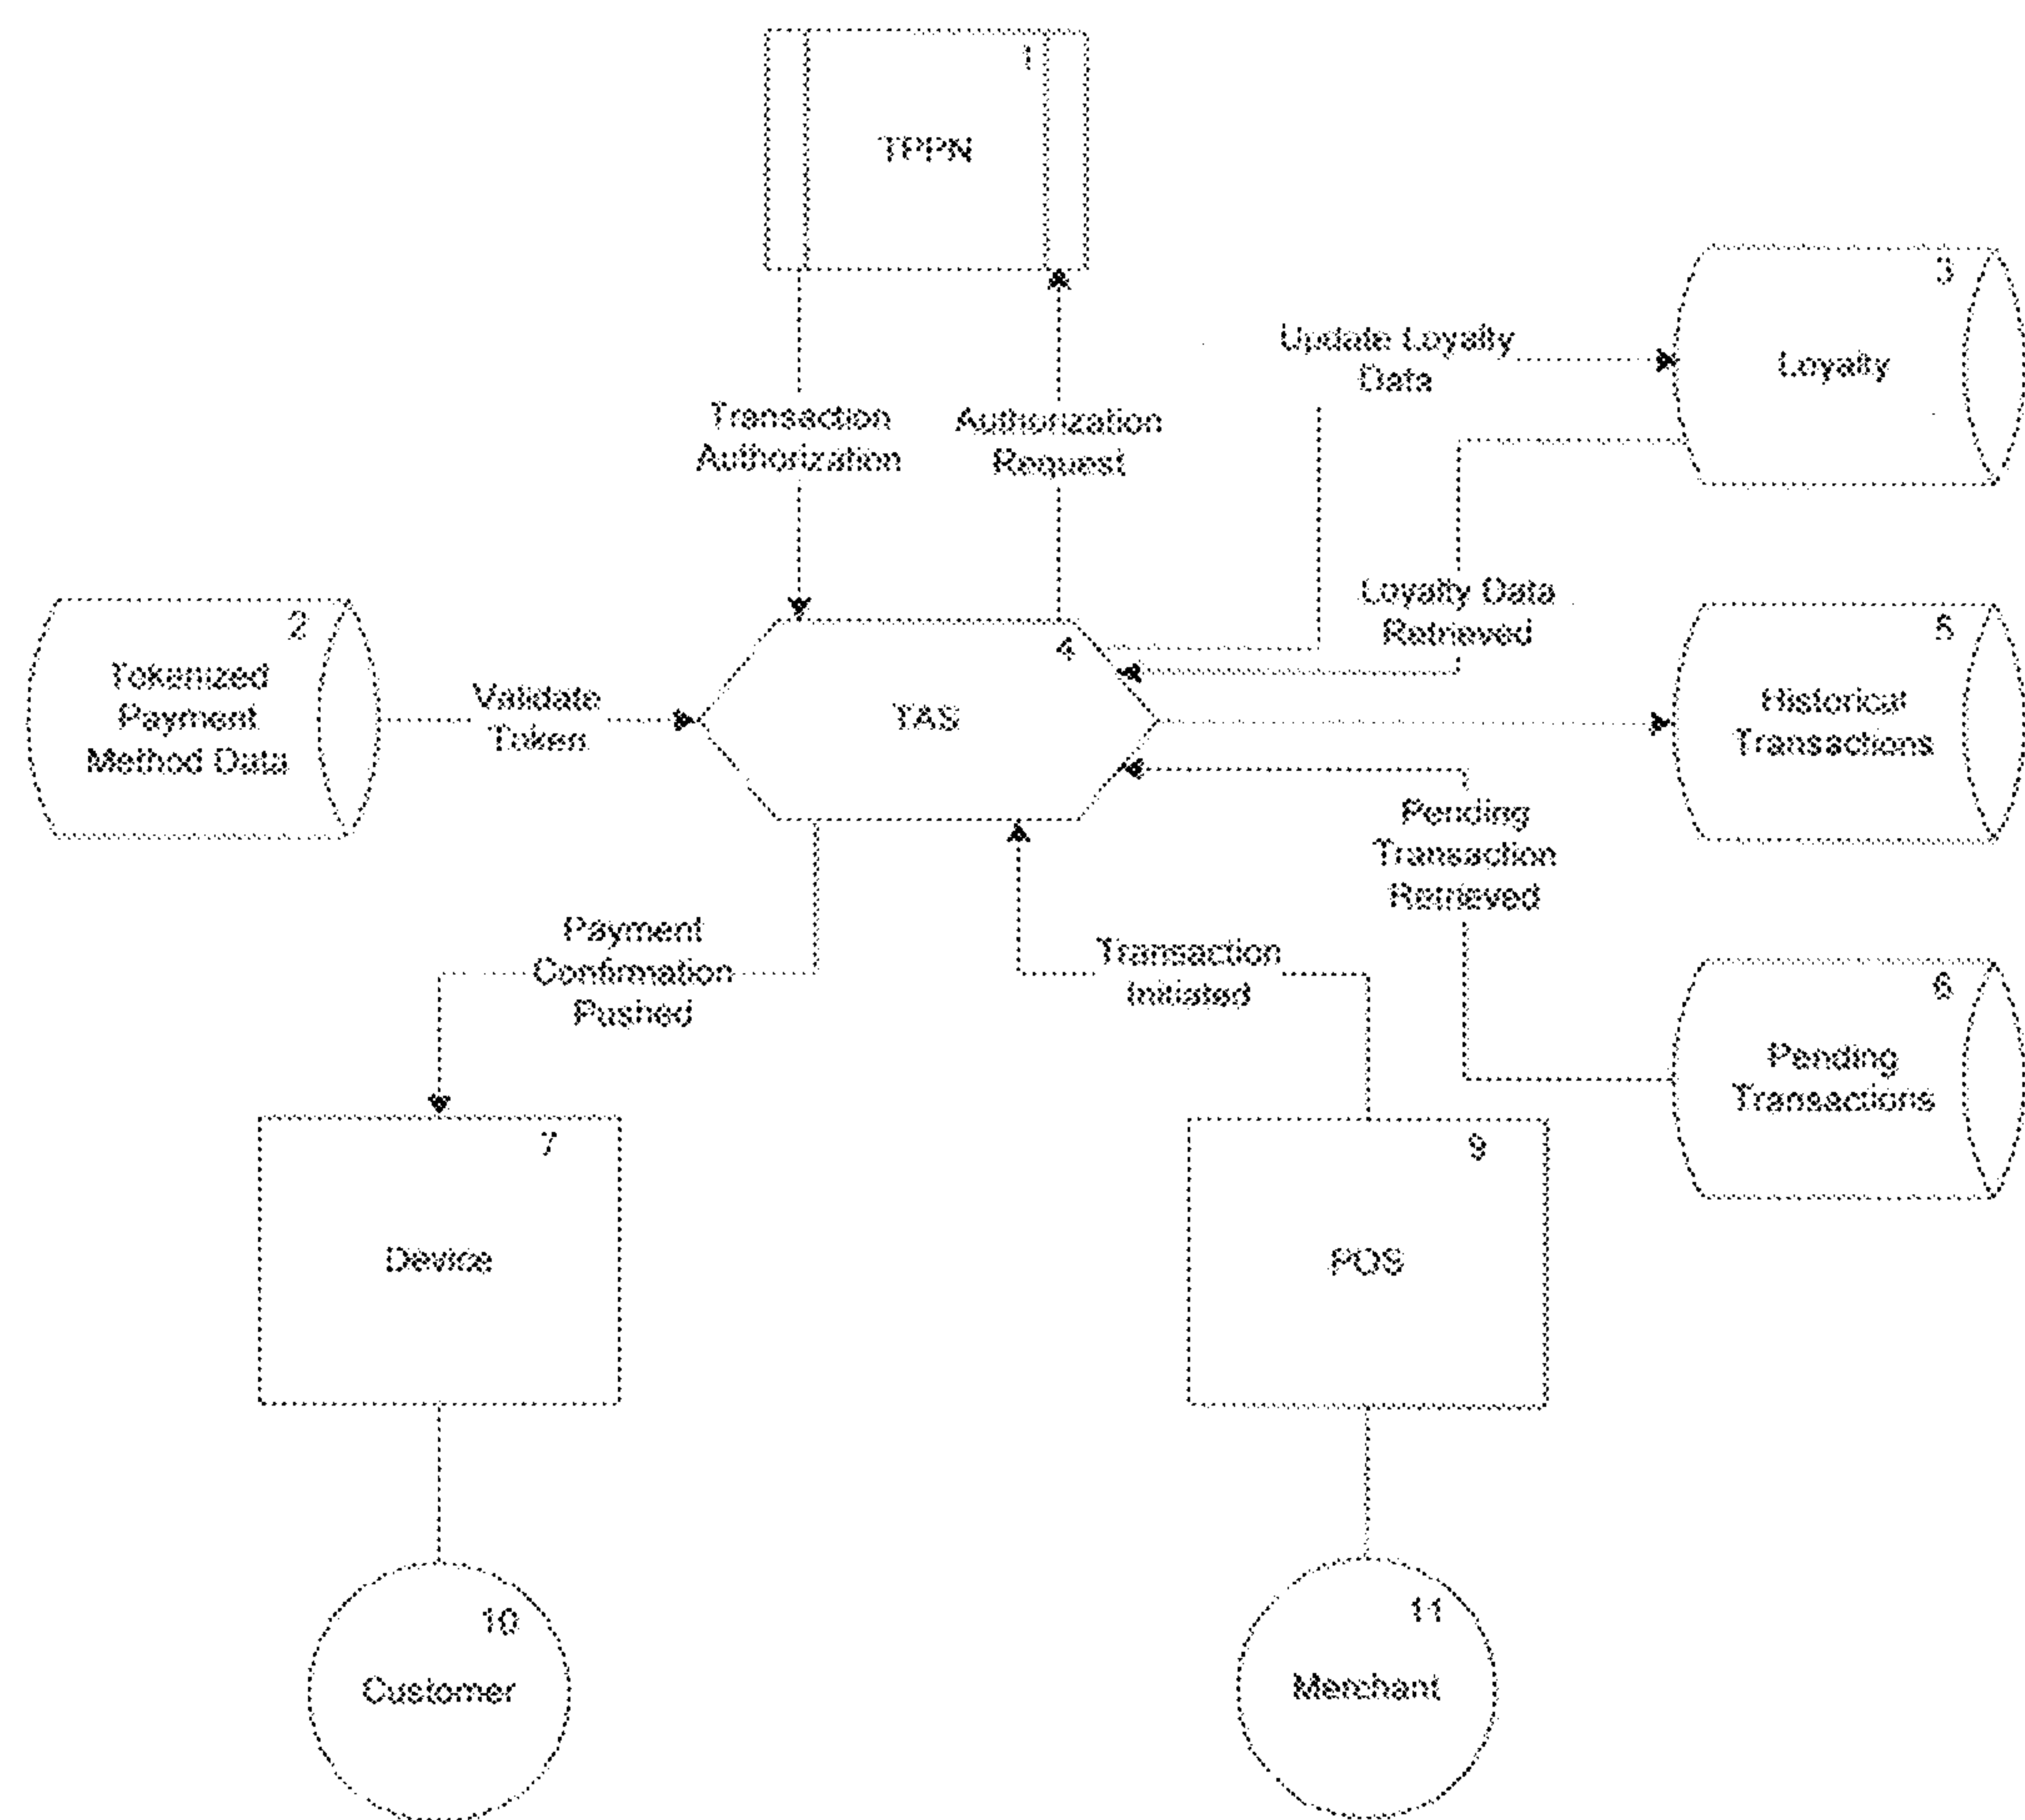 1
TPPN
3
Update Loyalty
Data
Loyalty
Transaction
Authorization
Authorization
Request
Loyalty Data
Retrieved
2
Tokenized
Payment
Method Data
Validate
Token
4
TAS
5
Historical
Transactions
Pending
Transaction
Retrieved
Payment
Confirmation
Pushed
Transaction
Initiated
6
Pending
Transactions
7
Device
9
POS
10
Customer
11
Merchant